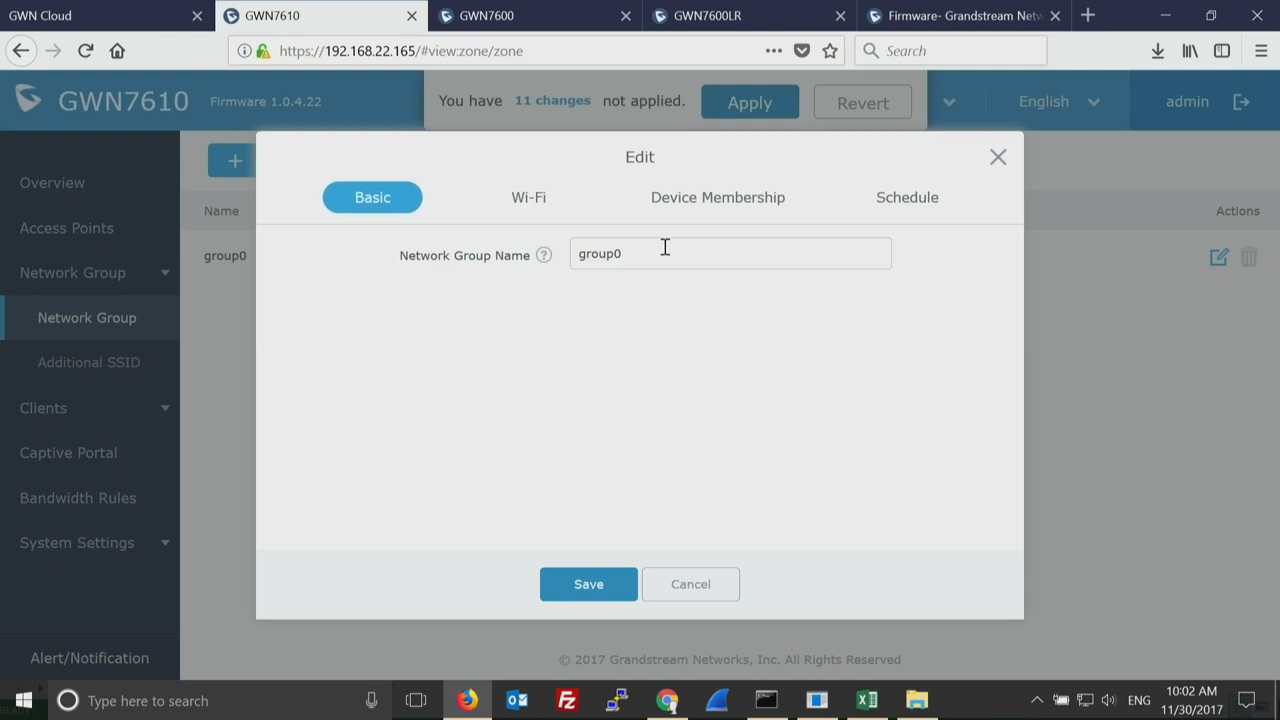 GWN Cloud
GWN7610
GWN7600
GWN7600LR
Firmware- Grandstream Netw
https://192.168.22.165/#view:zone/zone
Search
GWN7610 Firmware 1.0.4.22
You have 11 changes not applied. Apply Revert
English
admin
Edit
Basic Wi-Fi Device Membership Schedule
Overview
Access Points
Network Group
Network Group
Additional SSID
Clients
Captive Portal
Bandwidth Rules
System Settings
Alert/Notification
+
Name
Actions
group0
Network Group Name ? group0
Save Cancel
© 2017 Grandstream Networks, Inc. All Rights Reserved
Type here to search
ENG
10:02 AM
11/30/2017